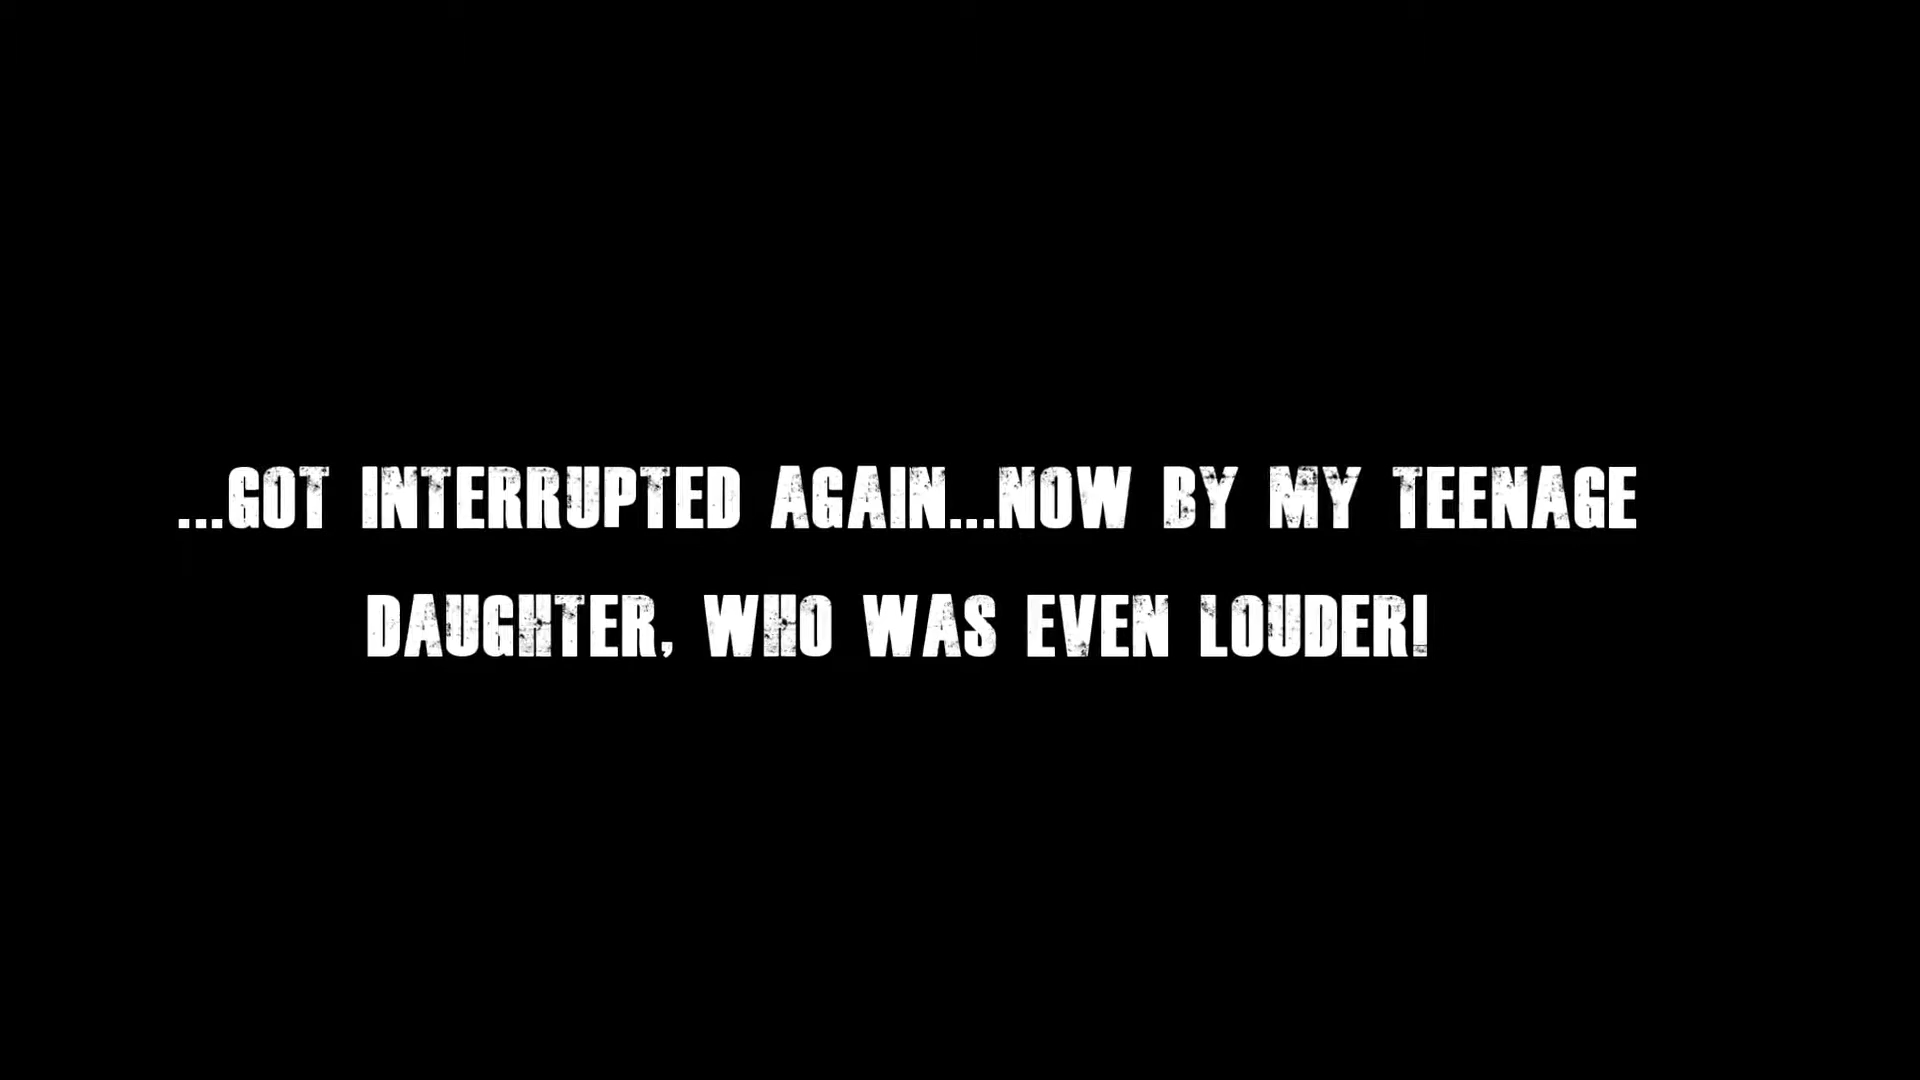 ...GOT INTERRUPTED AGAIN...NOW BY MY TEENAGE
DAUGHTER, WHO WAS EVEN LOUDER!